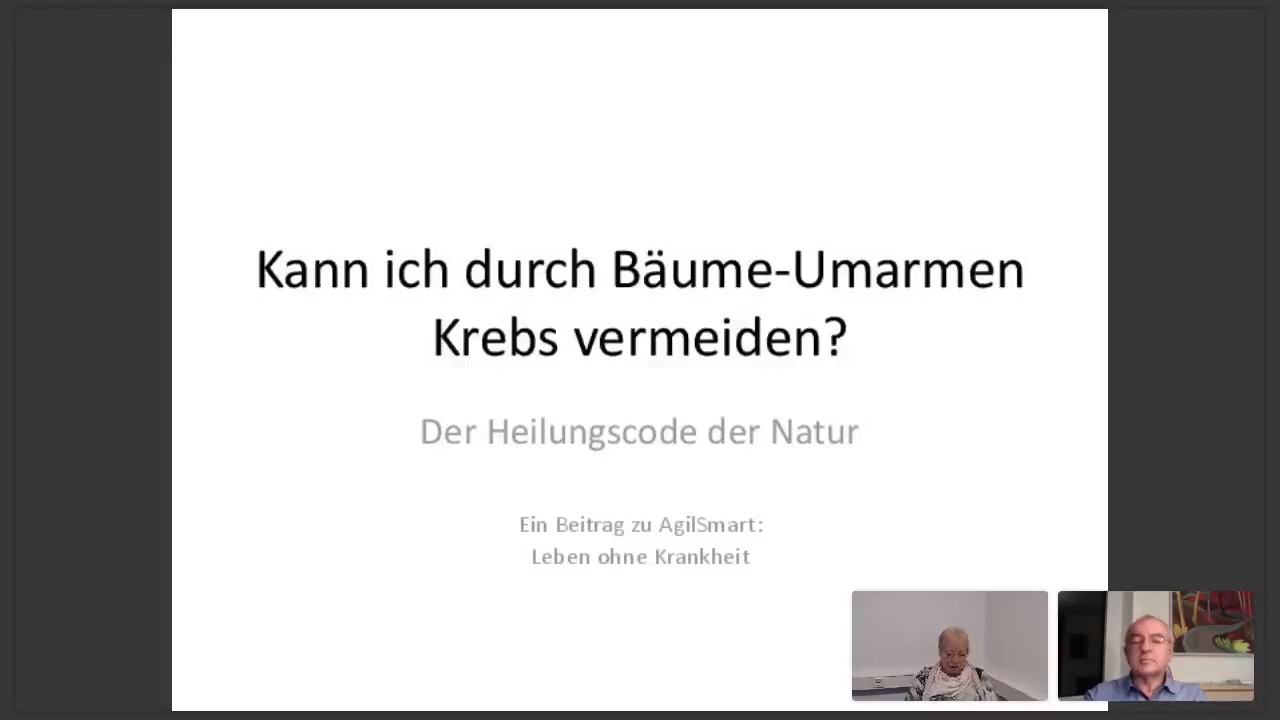 Kann ich durch Bäume-Umarmen
Krebs vermeiden?
Der Heilungscode der Natur
Ein Beitrag zu AgilSmart:
Leben ohne Krankheit